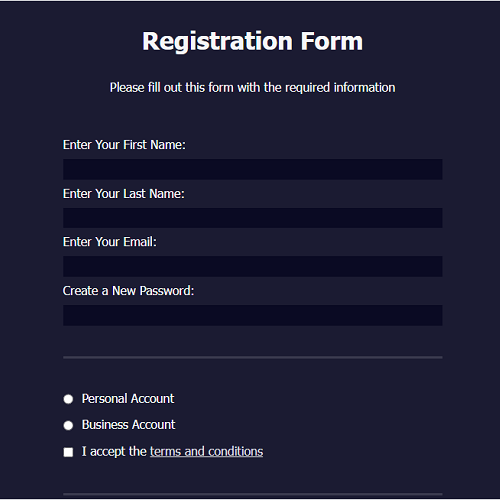 Registration Form
Please fill out this form with the required information
Enter Your First Name:
Enter Your Last Name:
Enter Your Email:
Create a New Password:
Personal Account
Business Account
I accept the terms and conditions